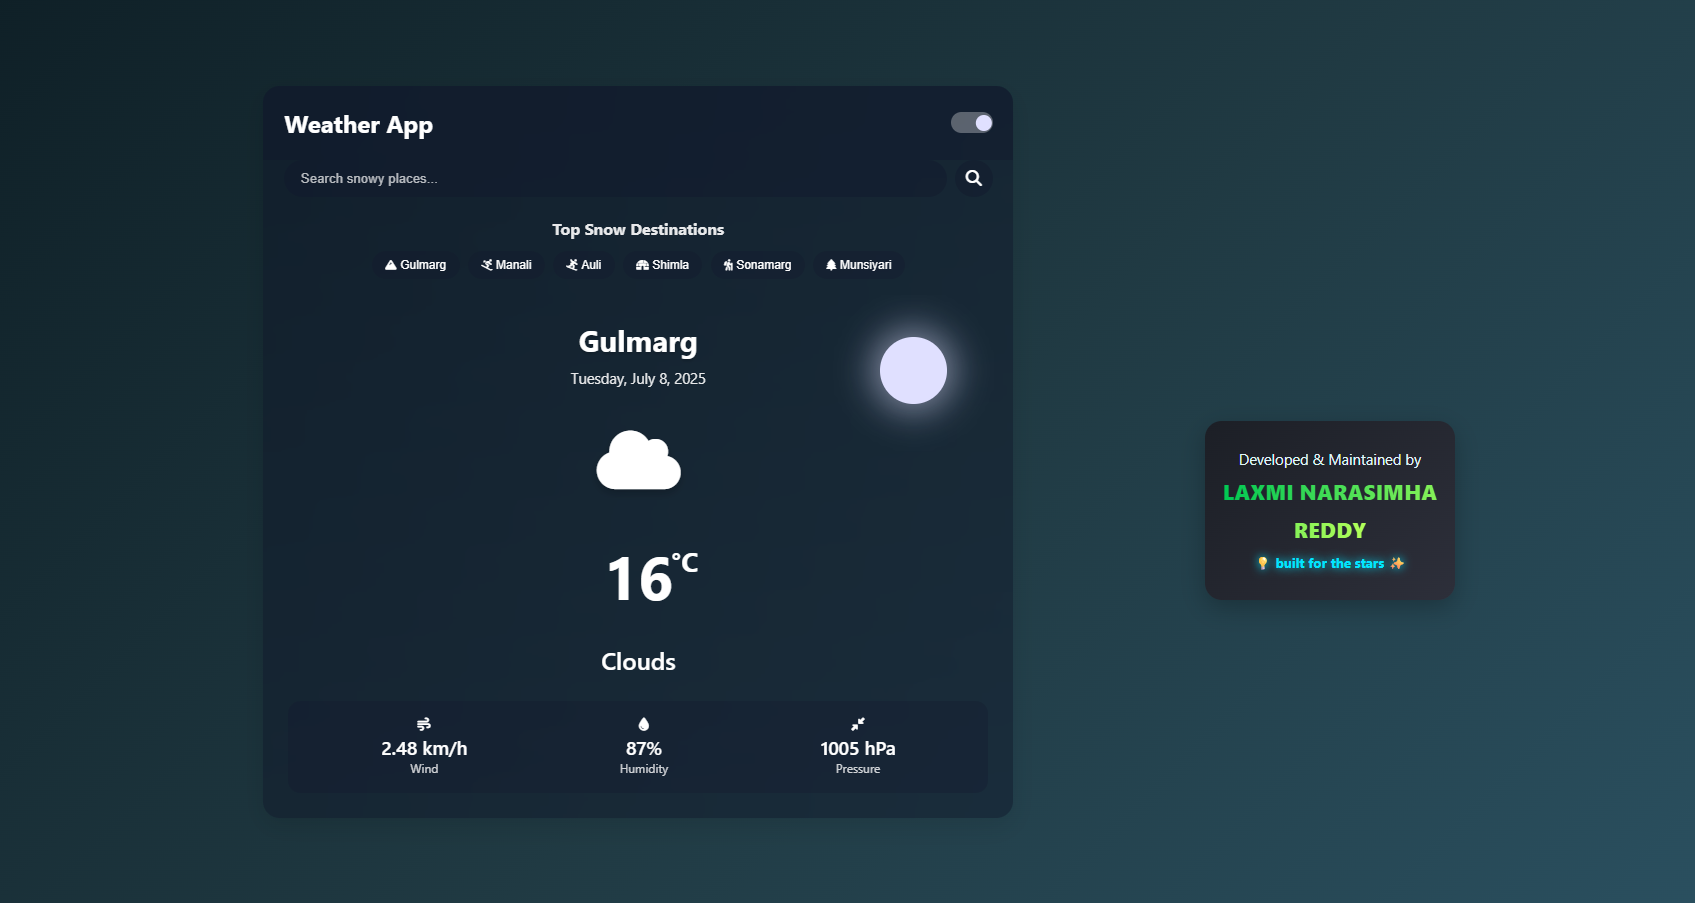 Weather App
Search snowy places...
Top Snow Destinations
Gulmarg Manali Auli Shimla Sonamarg Munsiyari
Gulmarg
Tuesday, July 8, 2025
16°C
Clouds
2.48 km/h 87% 1005 hPa
Wind Humidity Pressure
Developed & Maintained by
LAXMI NARASIMHA
REDDY
💡 built for the stars ✨